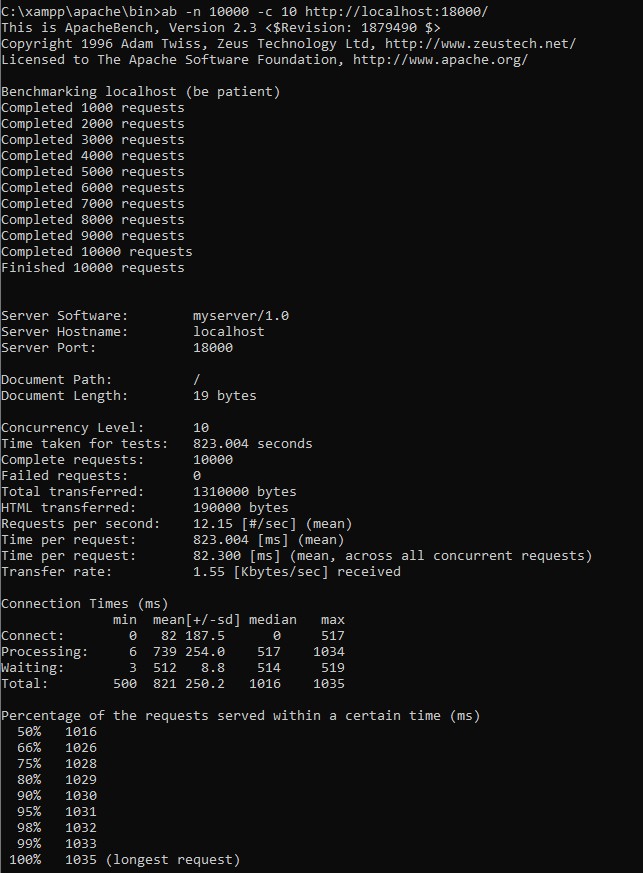 C:\xampp\apache\bin>ab -n 10000 -c 10 http://localhost:18000/
This is ApacheBench, Version 2.3 <$Revision: 1879490 $>
Copyright 1996 Adam Twiss, Zeus Technology Ltd, http://www.zeustech.net/
Licensed to The Apache Software Foundation, http://www.apache.org/

Benchmarking localhost (be patient)
Completed 1000 requests
Completed 2000 requests
Completed 3000 requests
Completed 4000 requests
Completed 5000 requests
Completed 6000 requests
Completed 7000 requests
Completed 8000 requests
Completed 9000 requests
Completed 10000 requests
Finished 10000 requests


Server Software:        myserver/1.0
Server Hostname:        localhost
Server Port:            18000

Document Path:          /
Document Length:        19 bytes

Concurrency Level:      10
Time taken for tests:   823.004 seconds
Complete requests:      10000
Failed requests:        0
Total transferred:      1310000 bytes
HTML transferred:       190000 bytes
Requests per second:    12.15 [#/sec] (mean)
Time per request:       823.004 [ms] (mean)
Time per request:       82.300 [ms] (mean, across all concurrent requests)
Transfer rate:          1.55 [Kbytes/sec] received

Connection Times (ms)
              min  mean[+/-sd] median   max
Connect:        0   82 187.5      0     517
Processing:     6  739 254.0    517    1034
Waiting:        3  512   8.8    514     519
Total:        500  821 250.2   1016    1035

Percentage of the requests served within a certain time (ms)
  50%   1016
  66%   1026
  75%   1028
  80%   1029
  90%   1030
  95%   1031
  98%   1032
  99%   1033
 100%   1035 (longest request)